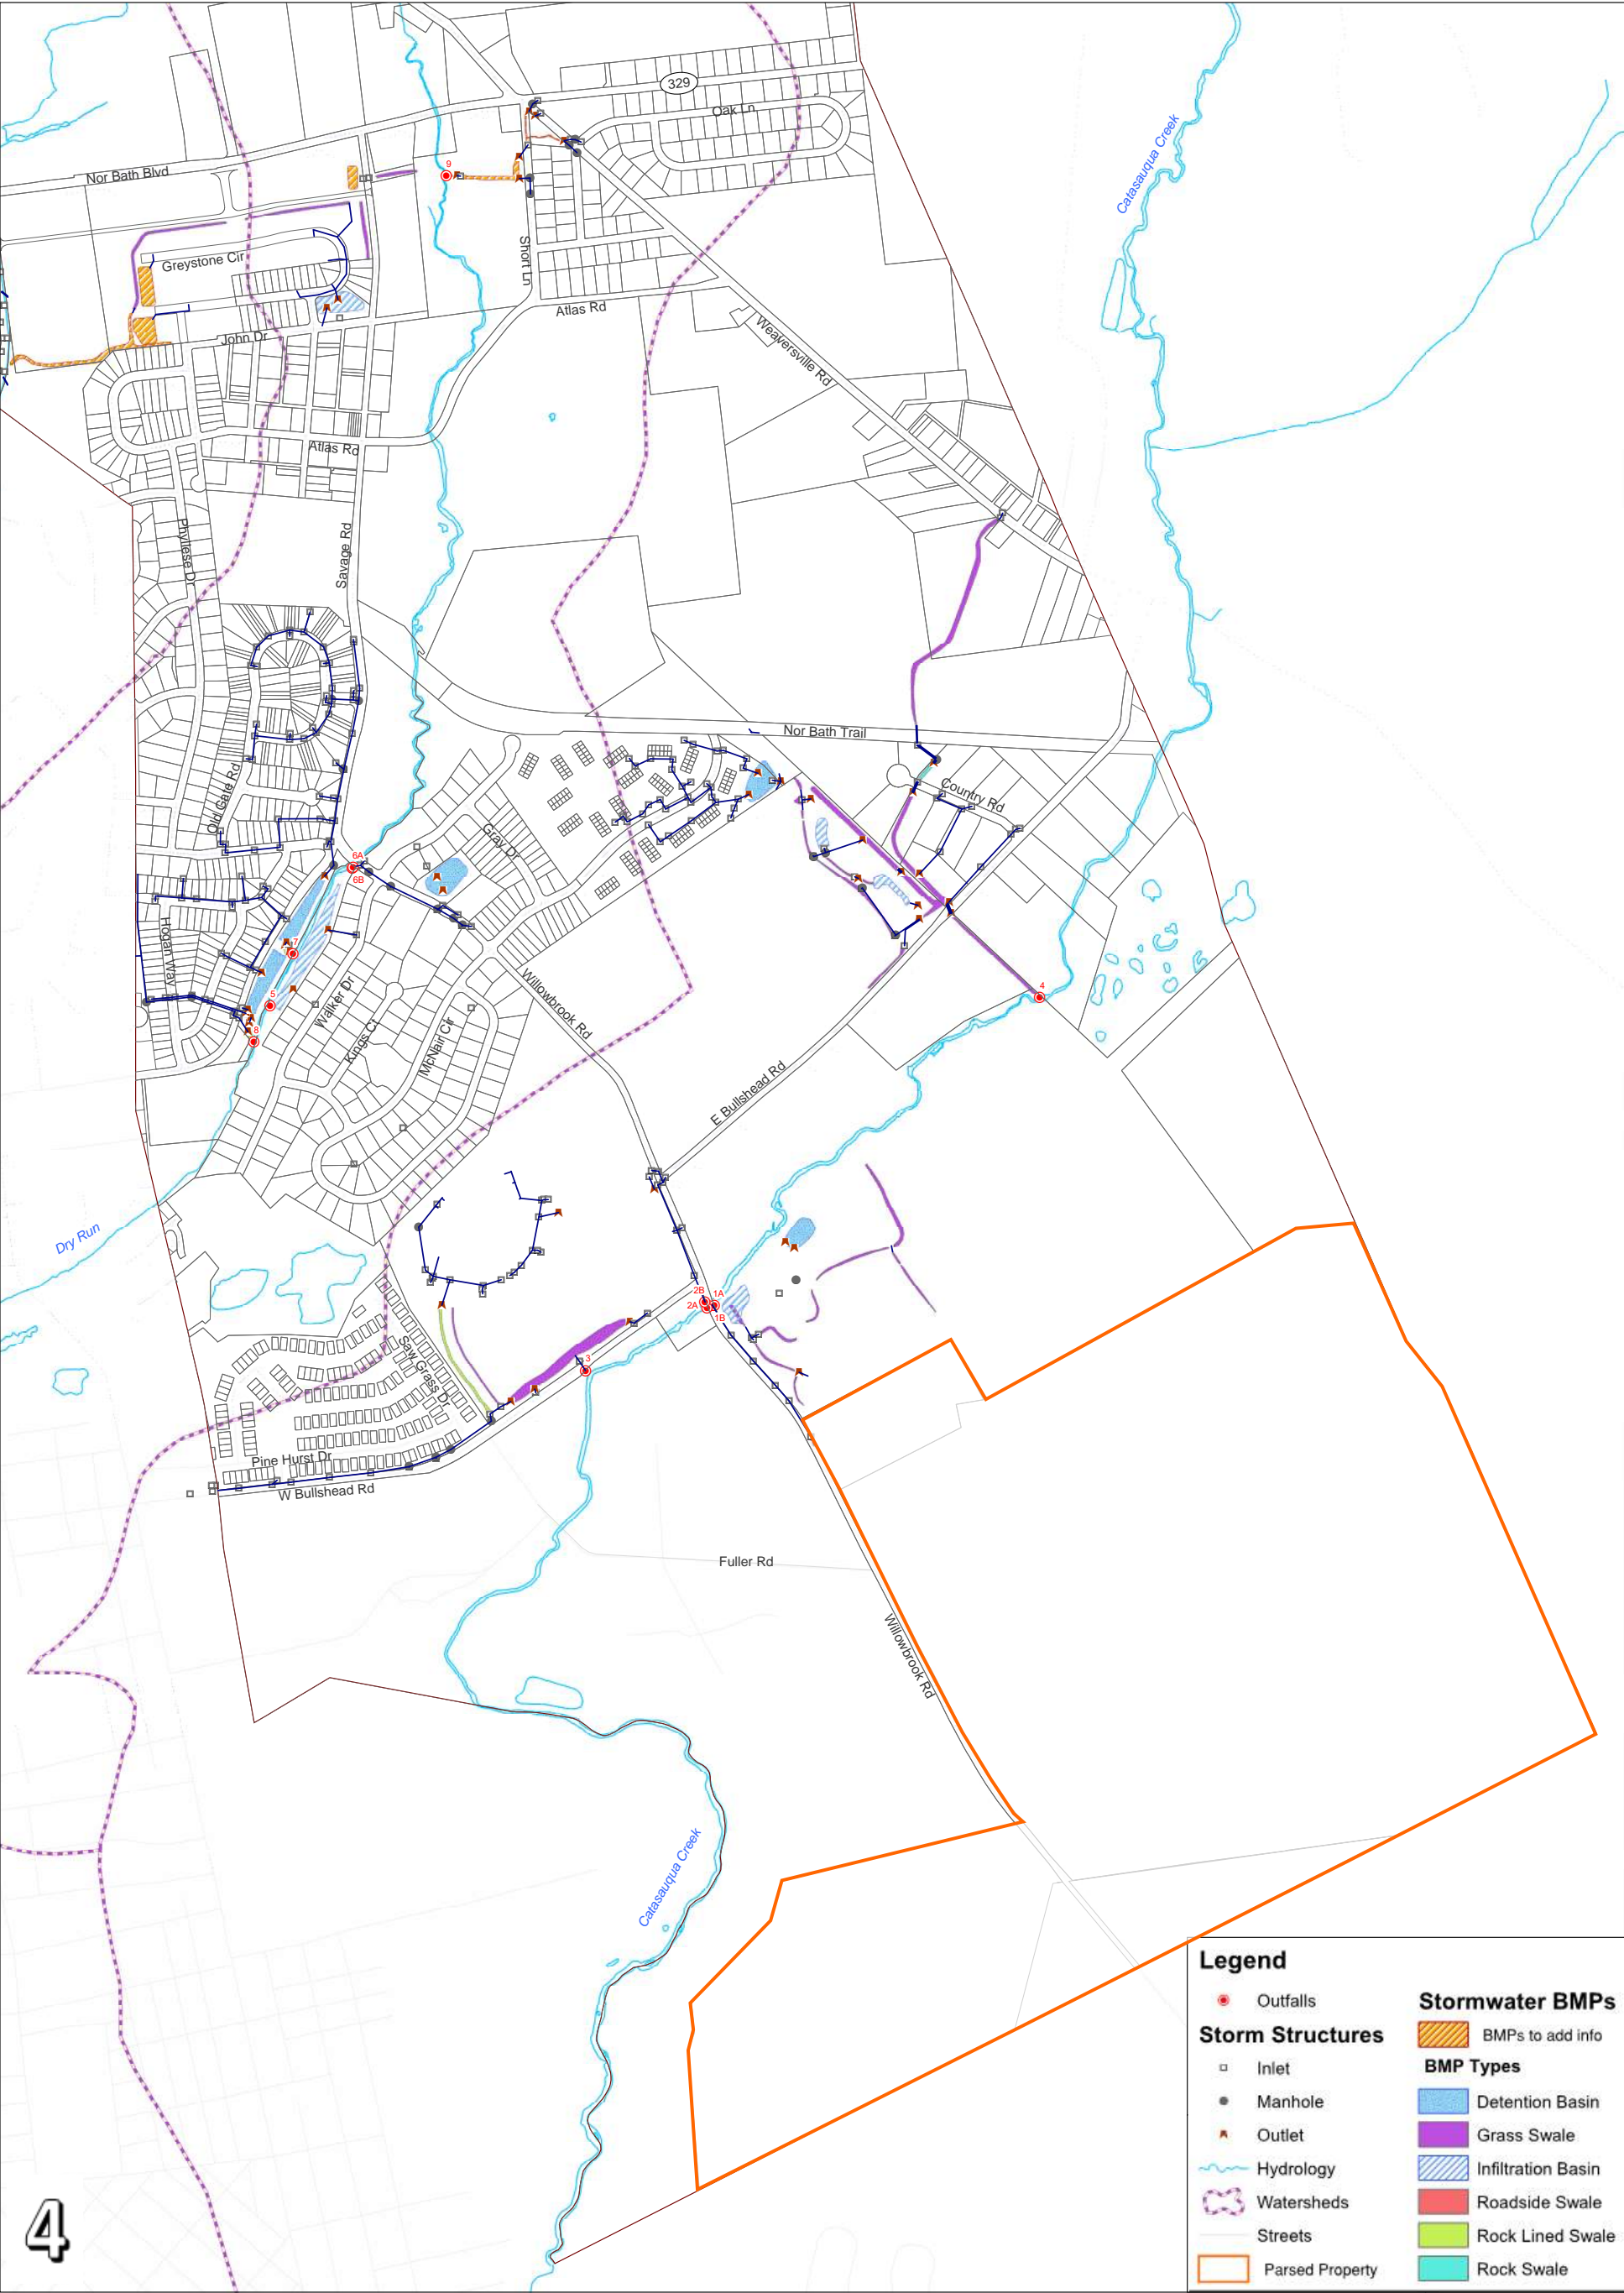 329
Oak Ln
Catasauqua Creek
9
Nor Bath Blvd
Short Ln
Greystone Cir
Atlas Rd
Weaversville Rd
John Dr
Atlas Rd
Phyllese Dr
Savage Rd
Nor Bath Trail
Old Gate Rd
Country Rd
Gray Dr
6A
6B
Hogan Way
7
Walker Dr
5
Willowbrook Rd
4
8
Kings Ct
McNair Cir
E Bullshead Rd
Dry Run
2B
1A
2A
1B
3
Saw Grass Dr
Pine Hurst Dr
W Bullshead Rd
Fuller Rd
Willowbrook Rd
Catasauqua Creek
Legend
Outfalls
Storm Structures
Inlet
Manhole
Outlet
Hydrology
Watersheds
Streets
Parsed Property
Stormwater BMPs
BMPs to add info
BMP Types
Detention Basin
Grass Swale
Infiltration Basin
Roadside Swale
Rock Lined Swale
Rock Swale
4